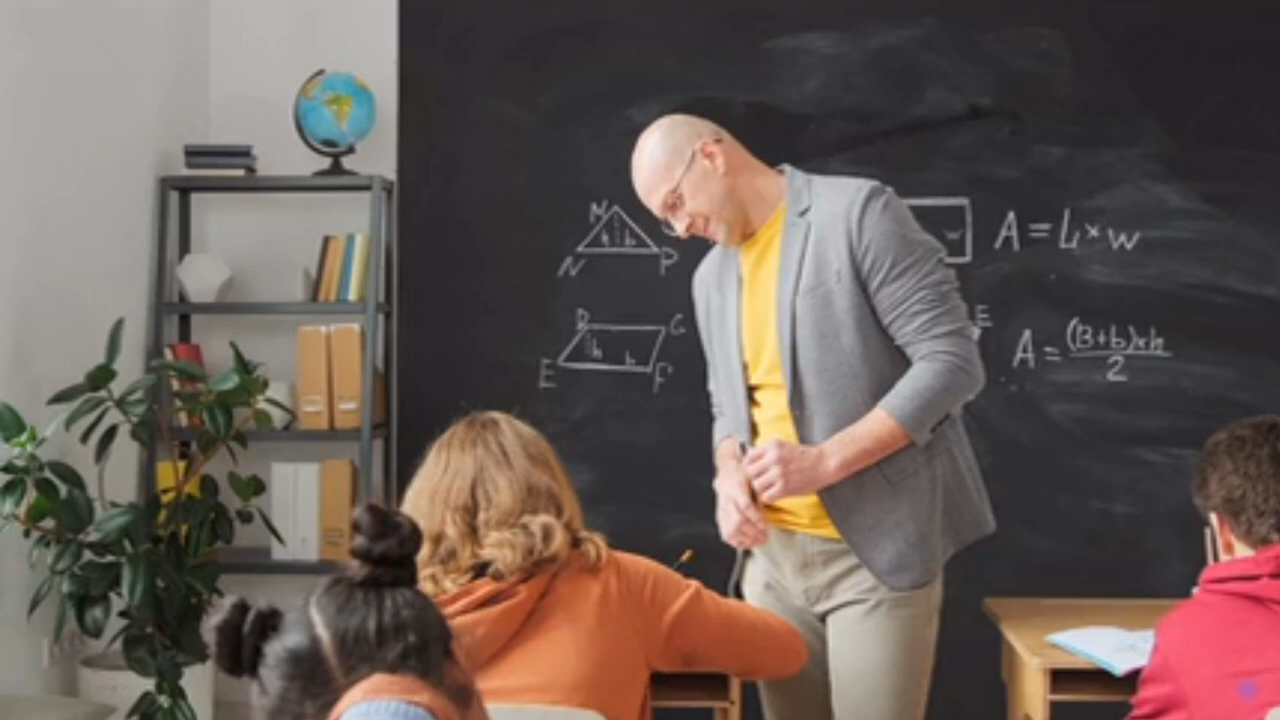 M
h b
N P
w
A = L × w
B C
h b
E F
E
A = (B+b)×h / 2